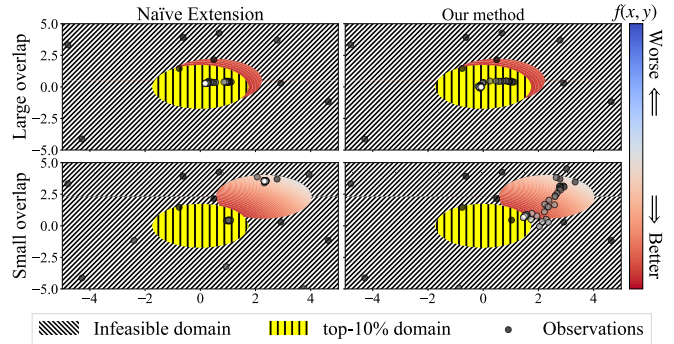 Naïve Extension
Our method
f(x, y)
Large overlap
5.0
2.5
0.0
−2.5
−5.0
Small overlap
5.0
2.5
0.0
−2.5
−5.0
−4 −2 0 2 4
−4 −2 0 2 4
Worse ⇒
⇐ Better
Infeasible domain top-10% domain Observations